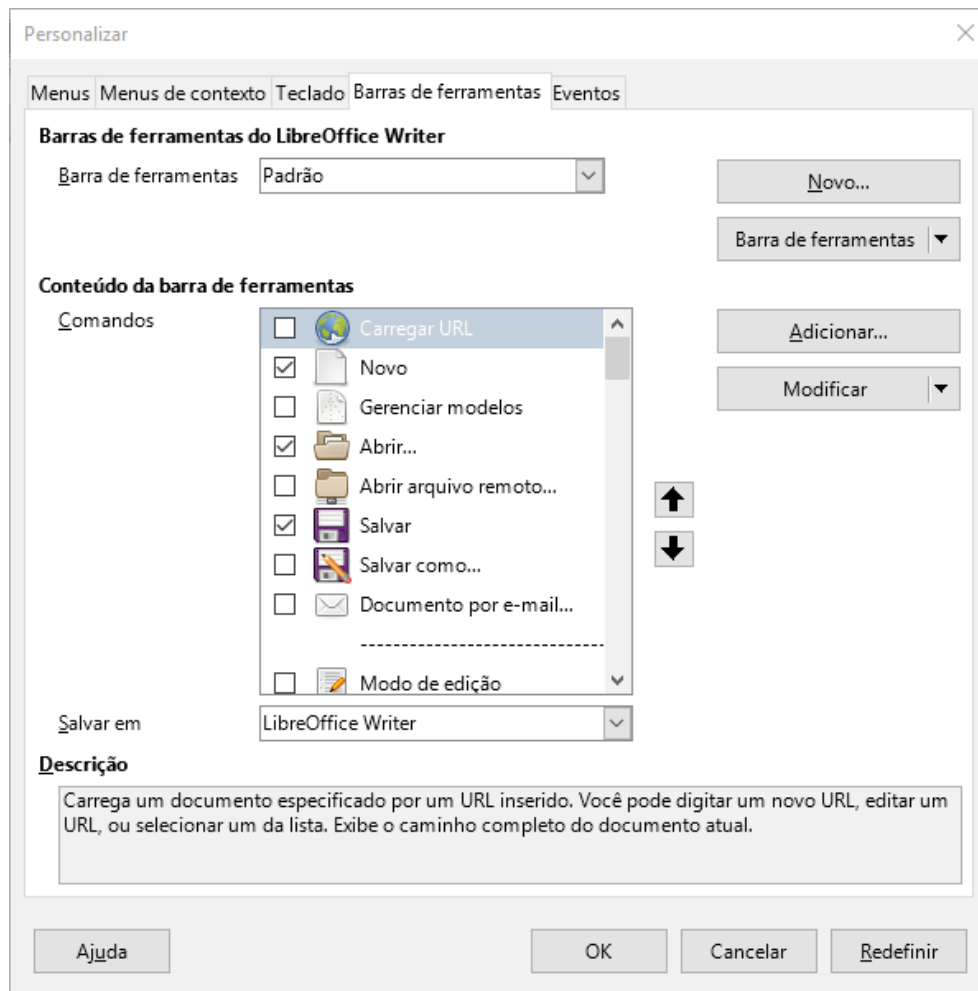 Personalizar
Menus Menus de contexto Teclado Barras de ferramentas Eventos
Barras de ferramentas do LibreOffice Writer
Barra de ferramentas Padrão Novo...
Barra de ferramentas
Conteúdo da barra de ferramentas
Comandos Carregar URL Adicionar...
Novo
Modificar
Gerenciar modelos
Abrir...
Abrir arquivo remoto...
Salvar
Salvar como...
Documento por e-mail...
--------------------------------
Modo de edição
Salvar em LibreOffice Writer
Descrição
Carrega um documento especificado por um URL inserido. Você pode digitar um novo URL, editar um
URL, ou selecionar um da lista. Exibe o caminho completo do documento atual.
Ajuda OK Cancelar Redefinir